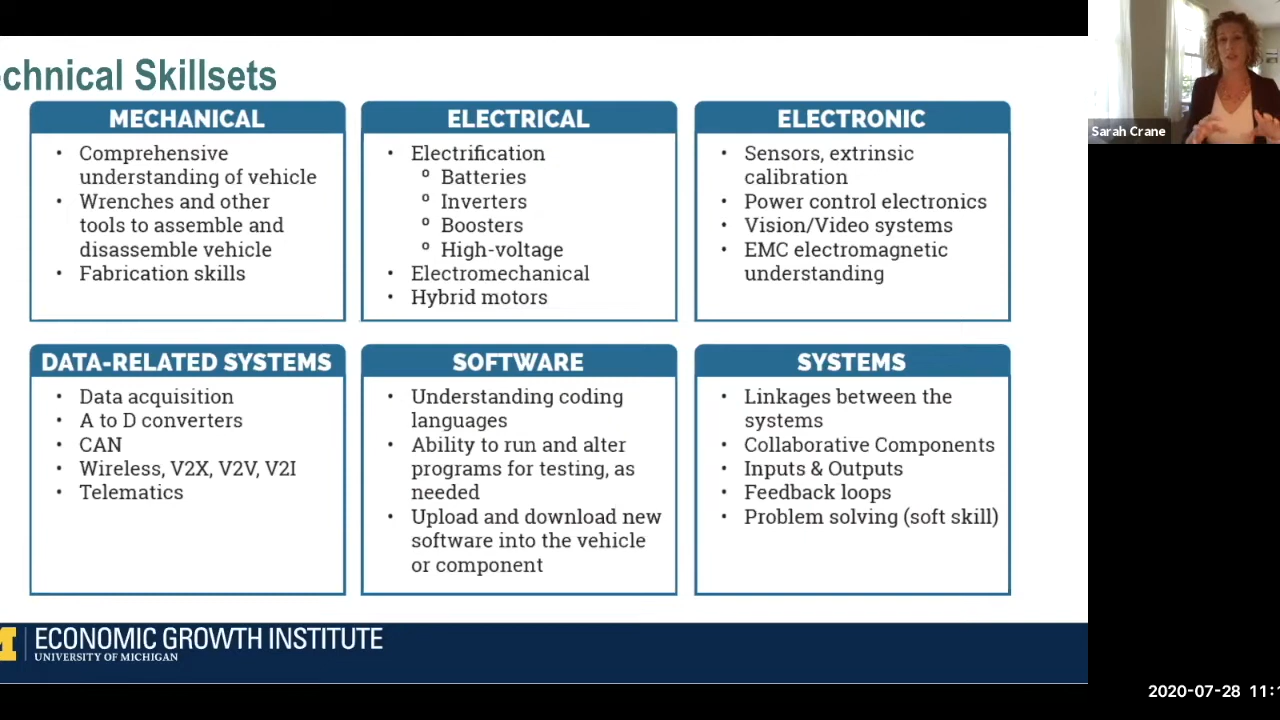 chnical Skillsets
MECHANICAL
• Comprehensive
understanding of vehicle
• Wrenches and other
tools to assemble and
disassemble vehicle
• Fabrication skills
ELECTRICAL
• Electrification
o Batteries
o Inverters
o Boosters
o High-voltage
• Electromechanical
• Hybrid motors
ELECTRONIC
• Sensors, extrinsic
calibration
• Power control electronics
• Vision/Video systems
• EMC electromagnetic
understanding
DATA-RELATED SYSTEMS
• Data acquisition
• A to D converters
• CAN
• Wireless, V2X, V2V, V2I
• Telematics
SOFTWARE
• Understanding coding
languages
• Ability to run and alter
programs for testing, as
needed
• Upload and download new
software into the vehicle
or component
SYSTEMS
• Linkages between the
systems
• Collaborative Components
• Inputs & Outputs
• Feedback loops
• Problem solving (soft skill)
M
ECONOMIC GROWTH INSTITUTE
UNIVERSITY OF MICHIGAN
Sarah Crane
2020-07-28 11: